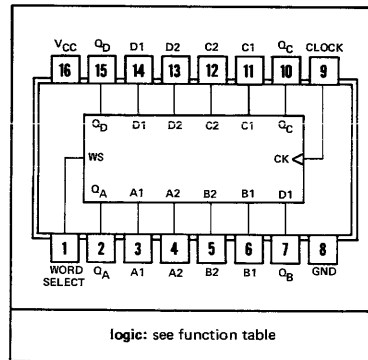 VCC QD D1 D2 C2 C1 QC CLOCK
16 15 14 13 12 11 10 9
QD D1 D2 C2 C1 QC
WS CK
QA A1 A2 B2 B1 D1
1 2 3 4 5 6 7 8
WORD SELECT QA A1 A2 B2 B1 QB GND
logic: see function table